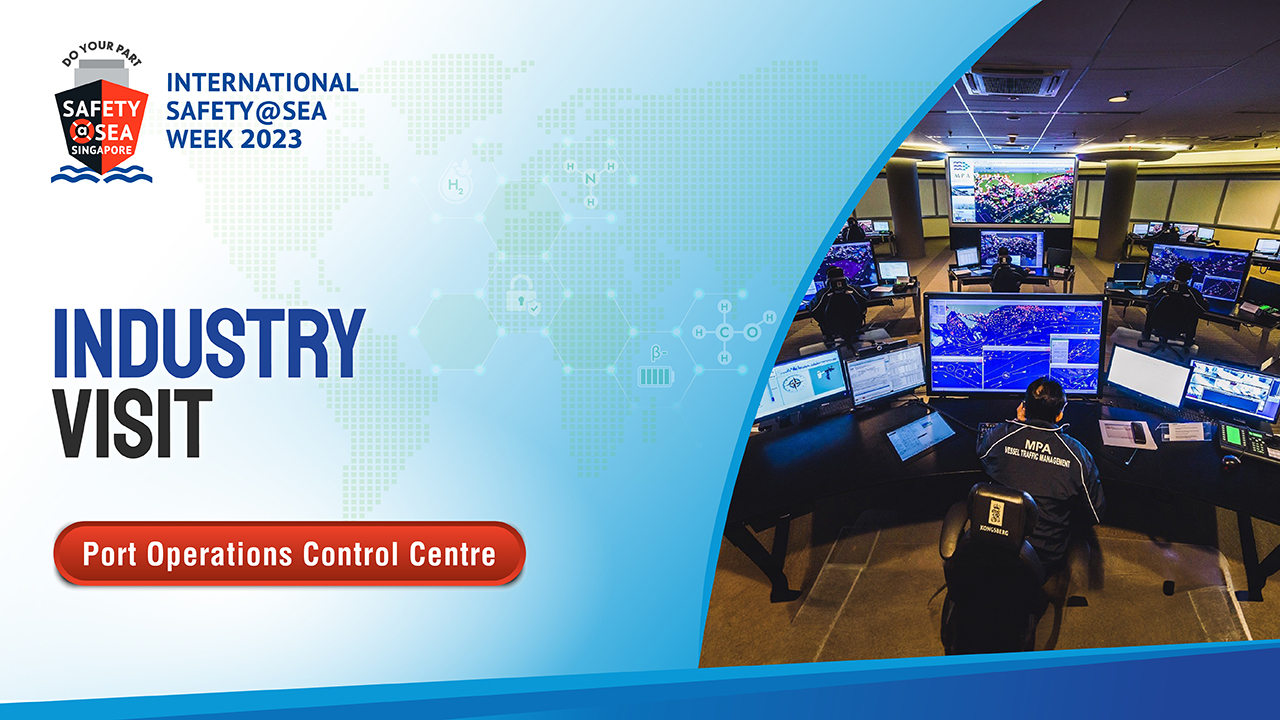 DO YOUR PART
SAFETY
@SEA
SINGAPORE
INTERNATIONAL
SAFETY@SEA
WEEK 2023
H2
H H
N
H
INDUSTRY
VISIT
β-
H
H C O H
H
Port Operations Control Centre
MPA
MPA
VESSEL TRAFFIC MANAGEMENT
KONGSBERG